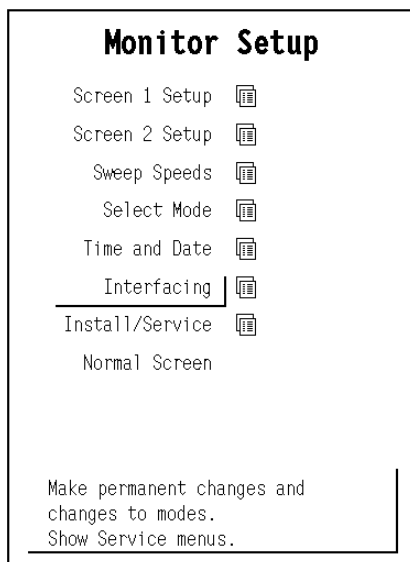 Monitor Setup
Screen 1 Setup
Screen 2 Setup
Sweep Speeds
Select Mode
Time and Date
Interfacing
Install/Service
Normal Screen
Make permanent changes and
changes to modes.
Show Service menus.